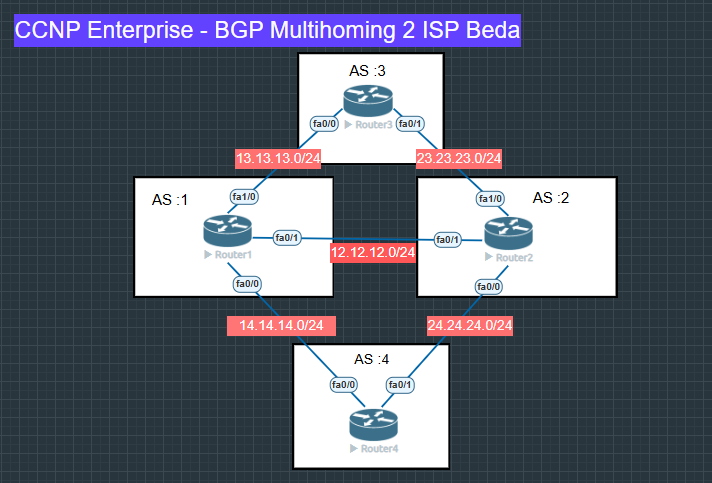 CCNP Enterprise - BGP Multihoming 2 ISP Beda
AS :3
fa0/0
fa0/1
Router3
13.13.13.0/24
23.23.23.0/24
AS :1
AS :2
fa1/0
fa1/0
fa0/1
fa0/1
Router1
12.12.12.0/24
Router2
fa0/0
fa0/0
14.14.14.0/24
24.24.24.0/24
AS :4
fa0/0
fa0/1
Router4